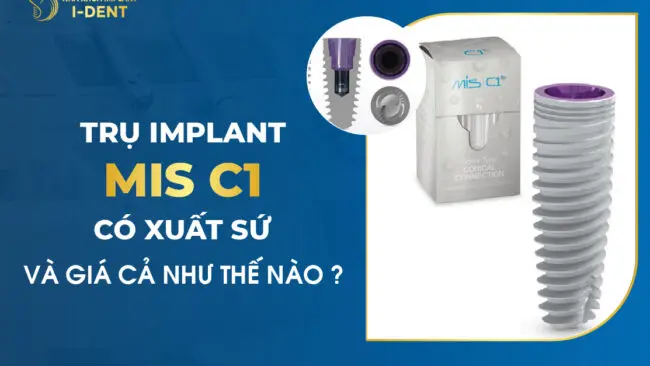 I-DENT
TRỤ IMPLANT
MIS C1
CÓ XUẤT SỨ
VÀ GIÁ CẢ NHƯ THẾ NÀO ?
MIS C1
CONICAL
CONNECTION